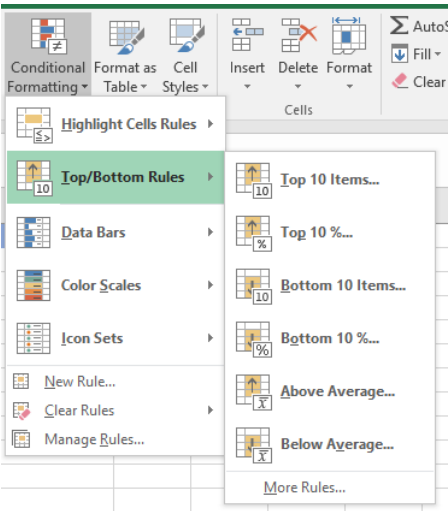 Conditional Formatting
Format as Table
Cell Styles
Insert
Delete
Format
Cells
Σ AutoS
Fill
Clear
Highlight Cells Rules
Top/Bottom Rules
Data Bars
Color Scales
Icon Sets
New Rule...
Clear Rules
Manage Rules...
10
Top 10 Items...
%
Top 10 %...
10
Bottom 10 Items...
%
Bottom 10 %...
x̅
Above Average...
x̅
Below Average...
More Rules...